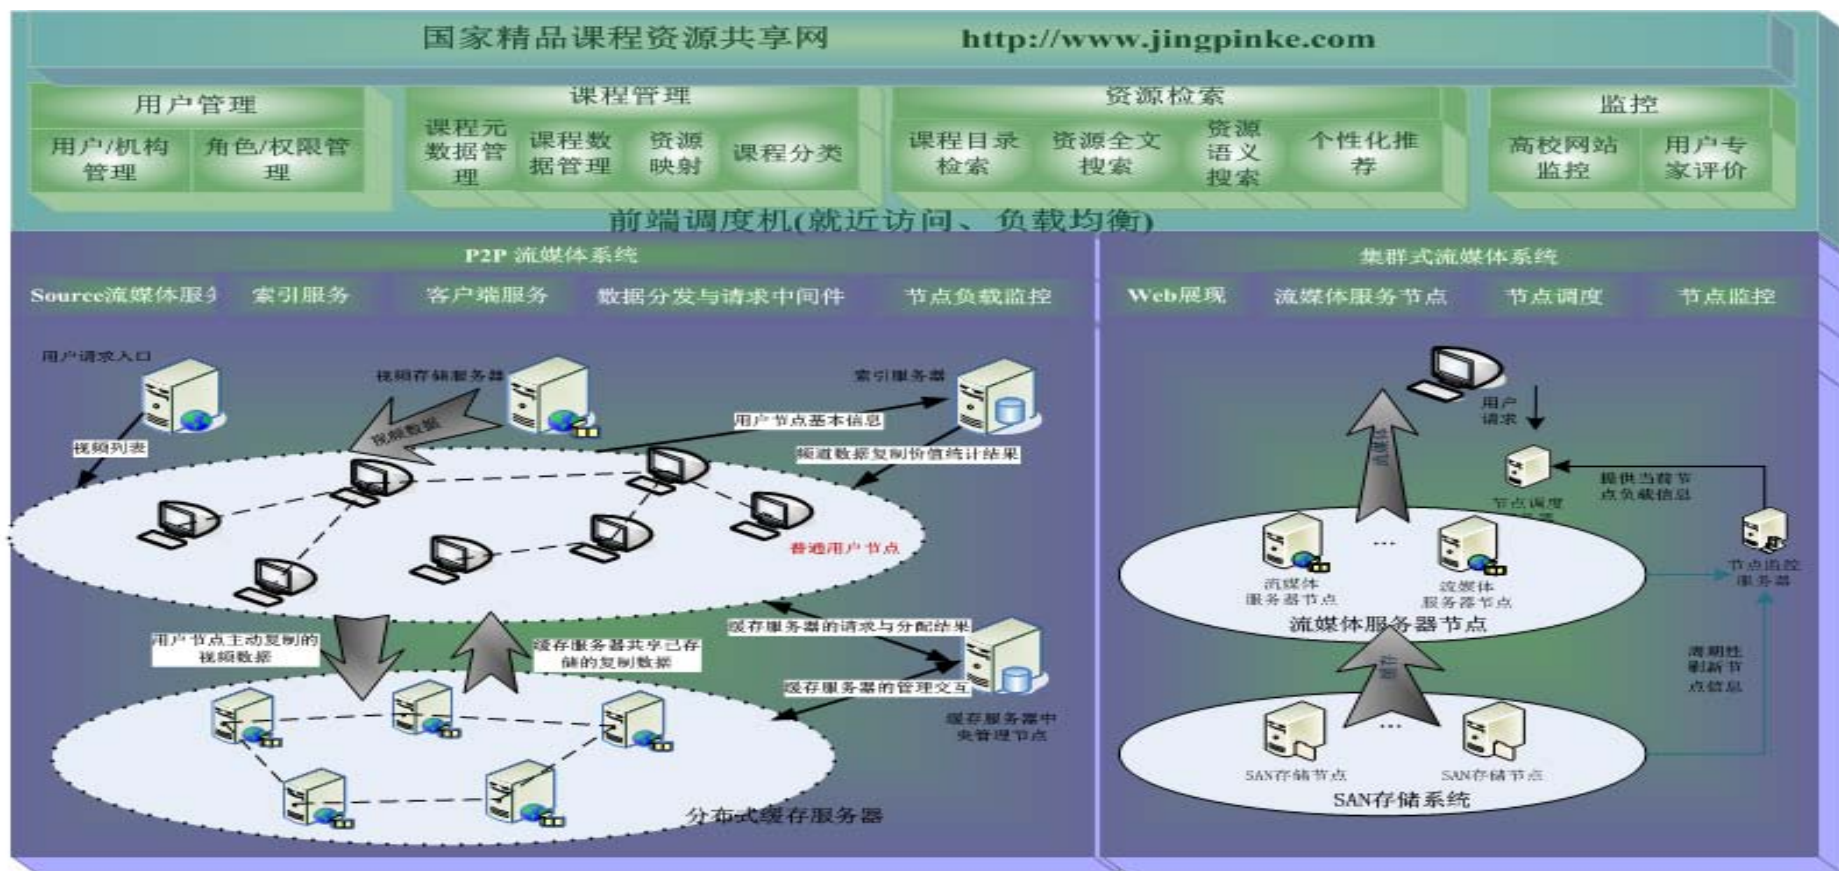 国家精品课程资源共享网 http://www.jingpinke.com
用户管理
用户/机构
管理
角色/权限管
理
课程管理
课程元
数据管
理
课程数
据管理
资源
映射
课程分类
资源检索
课程目录
检索
资源全文
搜索
资源
语义
搜索
个性化推
荐
监控
高校网站
监控
用户专
家评价
前端调度机(就近访问、负载均衡)
P2P 流媒体系统
Source流媒体服务
索引服务
客户端服务
数据分发与请求中间件
节点负载监控
用户请求入口
视频存储服务器
索引服务器
视频数据
用户节点基本信息
视频列表
频道数据复制价值统计结果
普通用户节点
用户节点主动复制的
视频数据
缓存服务器共享已存
储的复制数据
缓存服务器的请求与分配结果
缓存服务器的管理交互
缓存服务器中
央管理节点
分布式缓存服务器
集群式流媒体系统
Web展现
流媒体服务节点
节点调度
节点监控
用户
请求
提供当前节
点负载信息
节点调度
节点监控
服务器
流媒体
服务器节点
...
流媒体
服务器节点
流媒体服务器节点
周期性
刷新节
点信息
SAN存储节点
...
SAN存储节点
SAN存储系统